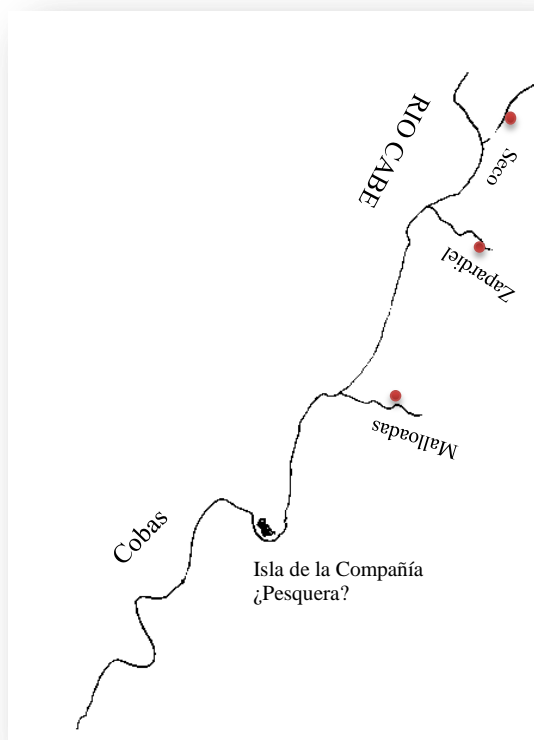 RIO CABE
Seco
Zapardiel
Malloadas
Cobas
Isla de la Compañía
¿Pesquera?